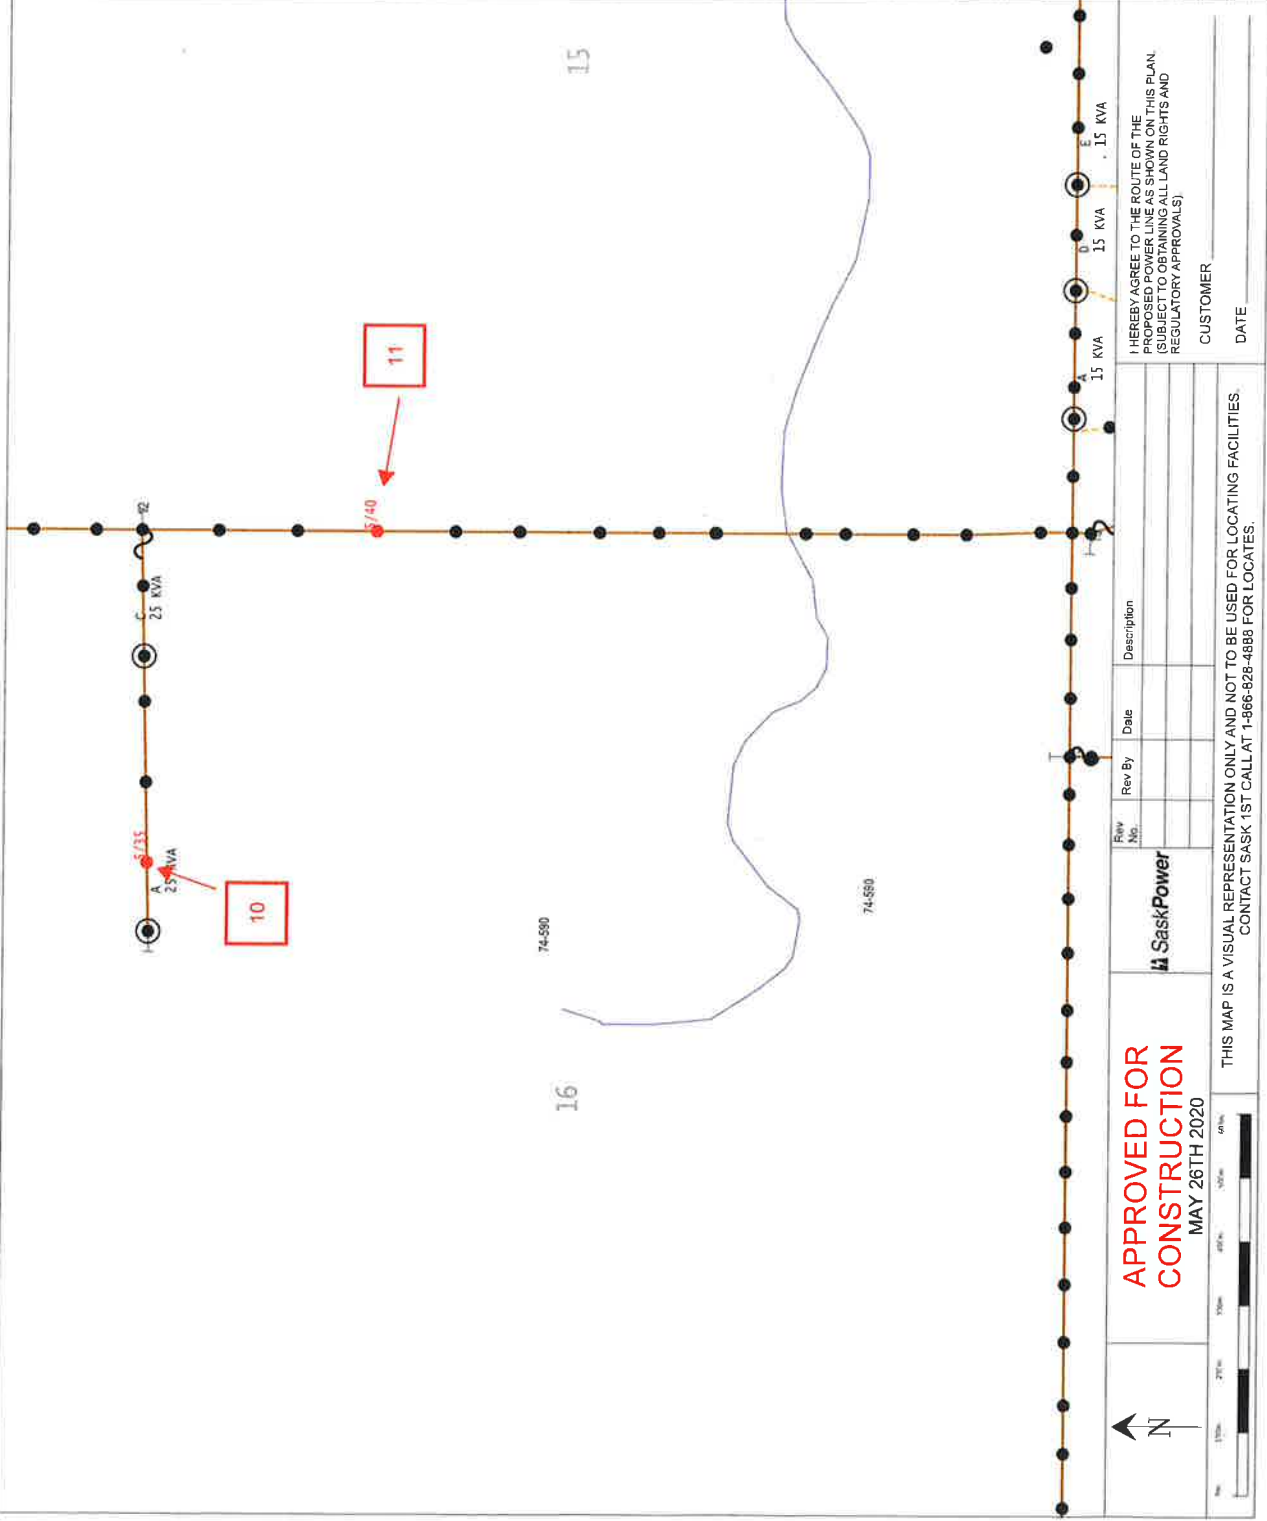 15
16
11
5/40
92
C
25 KVA
5/35
A
25 KVA
10
74-590
74-590
A
15 KVA
D
15 KVA
E
15 KVA
N
APPROVED FOR
CONSTRUCTION
MAY 26TH 2020
SaskPower
Rev
No.
Rev By
Date
Description
I HEREBY AGREE TO THE ROUTE OF THE
PROPOSED POWER LINE AS SHOWN ON THIS PLAN.
(SUBJECT TO OBTAINING ALL LAND RIGHTS AND
REGULATORY APPROVALS).
CUSTOMER
DATE
THIS MAP IS A VISUAL REPRESENTATION ONLY AND NOT TO BE USED FOR LOCATING FACILITIES.
CONTACT SASK 1ST CALL AT 1-866-828-4888 FOR LOCATES.